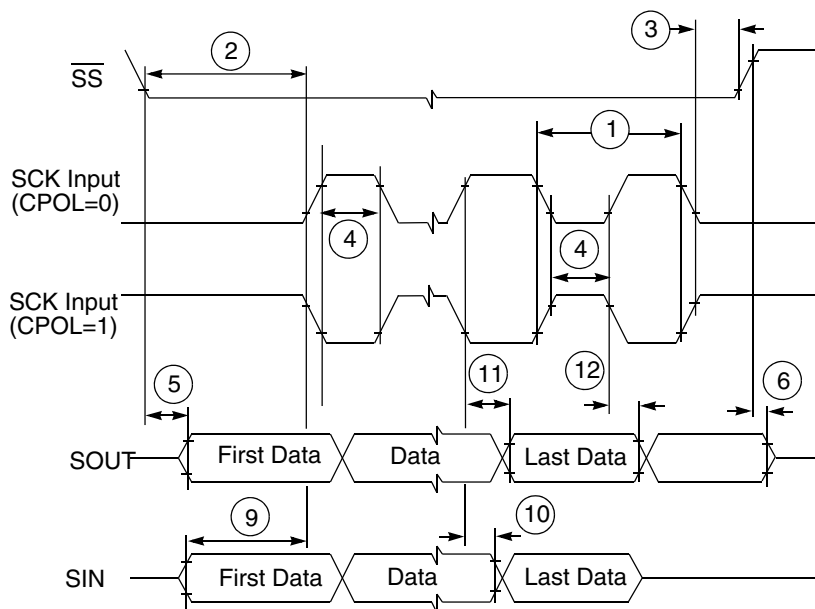 2
3
S̅S̅
1
SCK Input
(CPOL=0)
4
4
SCK Input
(CPOL=1)
5
11
12
6
SOUT
First Data
Data
Last Data
9
10
SIN
First Data
Data
Last Data